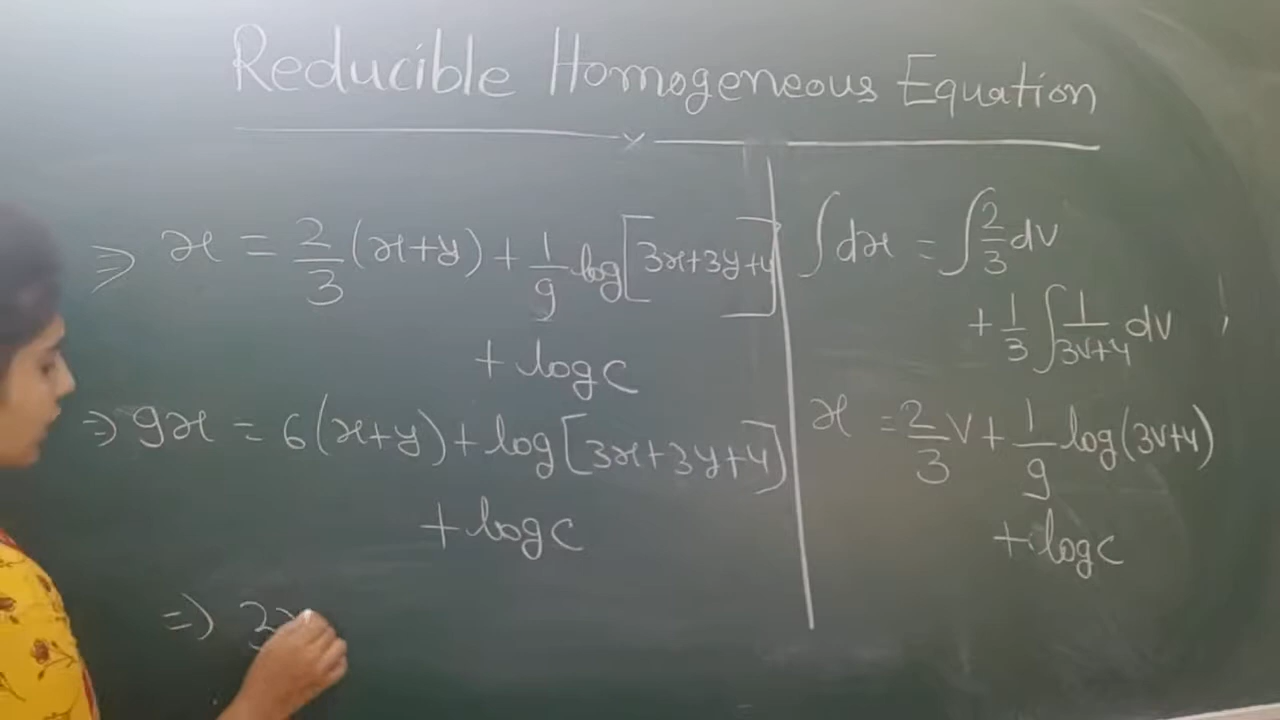 Reducible Homogeneous Equation
⇒ x = 2/3 (x+y) + 1/9 log[3x+3y+4]
+ log c
⇒ 9x = 6(x+y) + log[3x+3y+4]
+ log c
⇒ 3x
∫dx = ∫2/3 dv
+ 1/3 ∫ 1/(3v+4) dv
x = 2/3 v + 1/9 log(3v+4)
+ log c